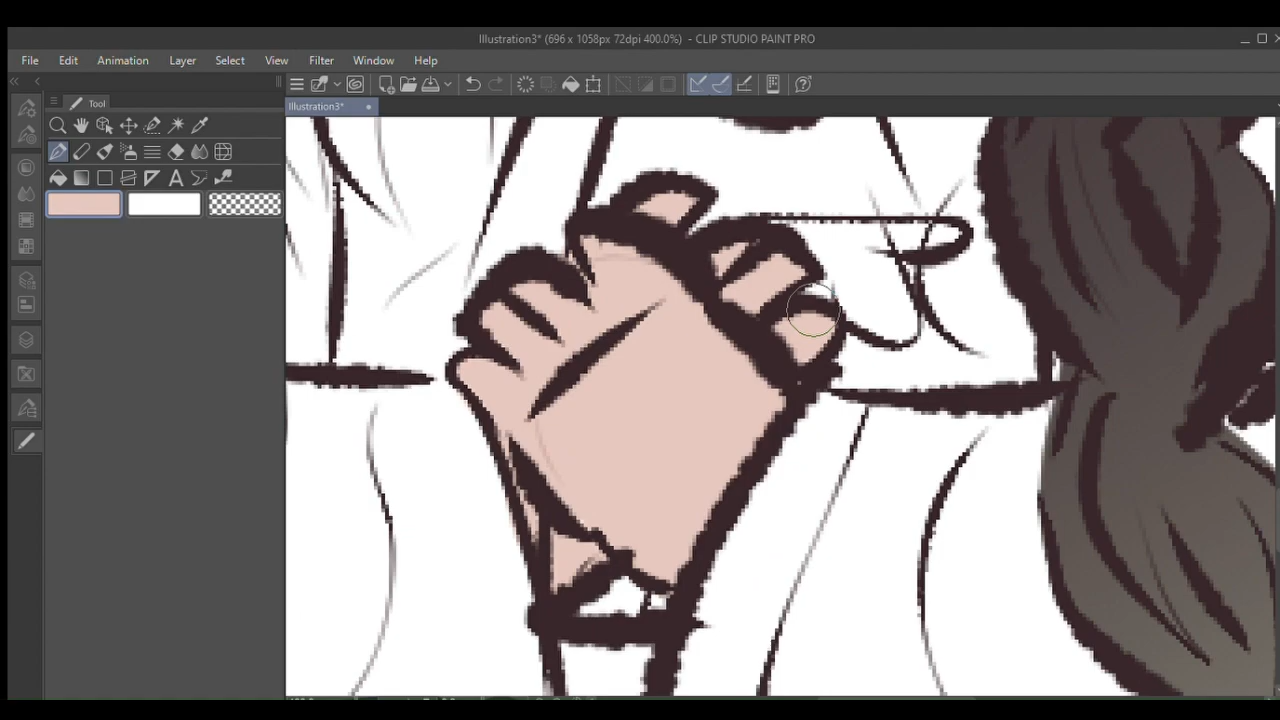 Illustration3* (696 x 1058px 72dpi 400.0%) - CLIP STUDIO PAINT PRO
File Edit Animation Layer Select View Filter Window Help
Tool
Illustration3*